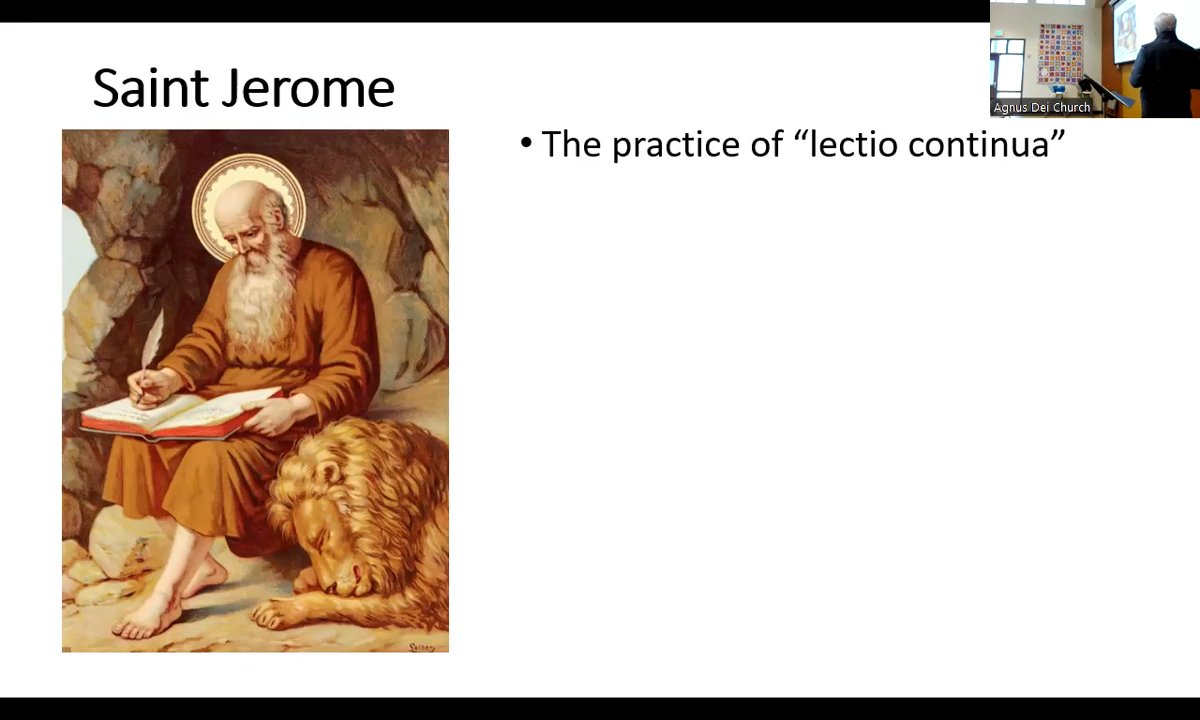 Saint Jerome
• The practice of “lectio continua”
Agnus Dei Church